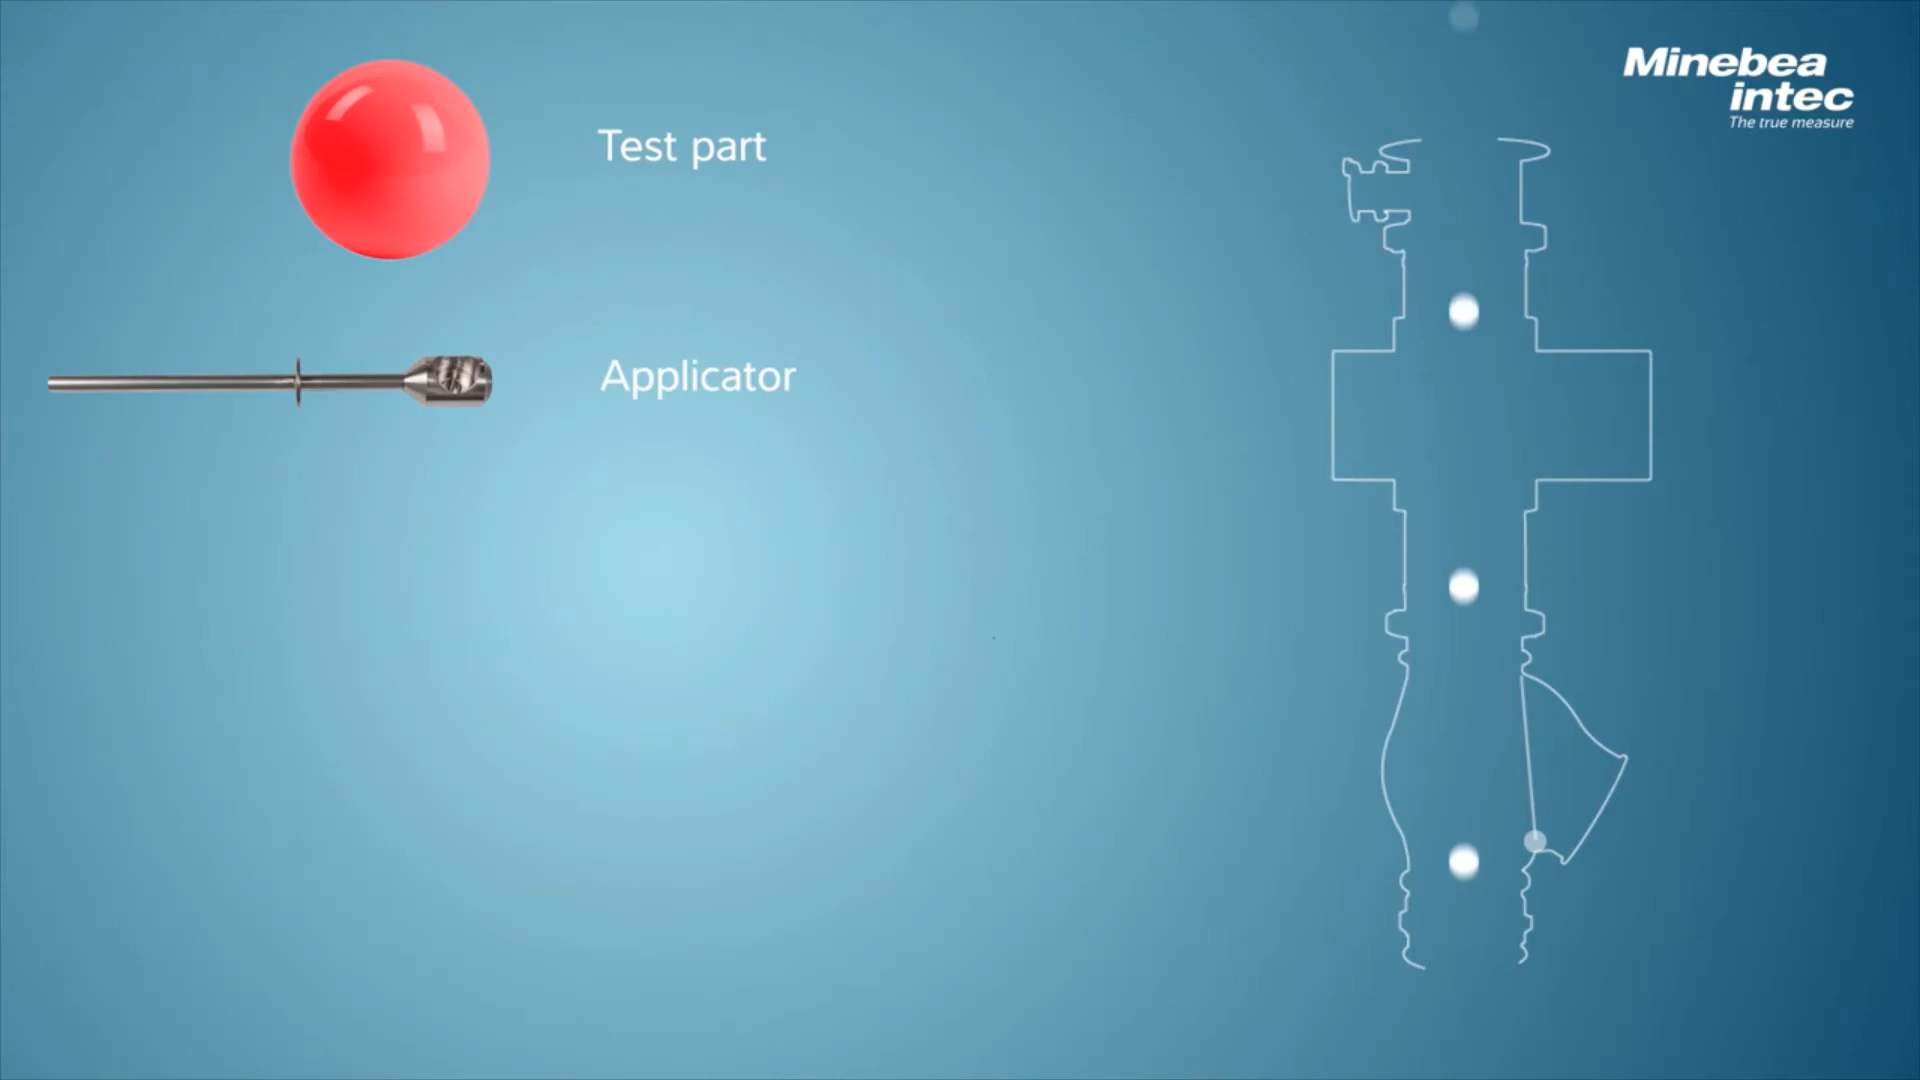 Minebea
intec
The true measure
Test part
Applicator